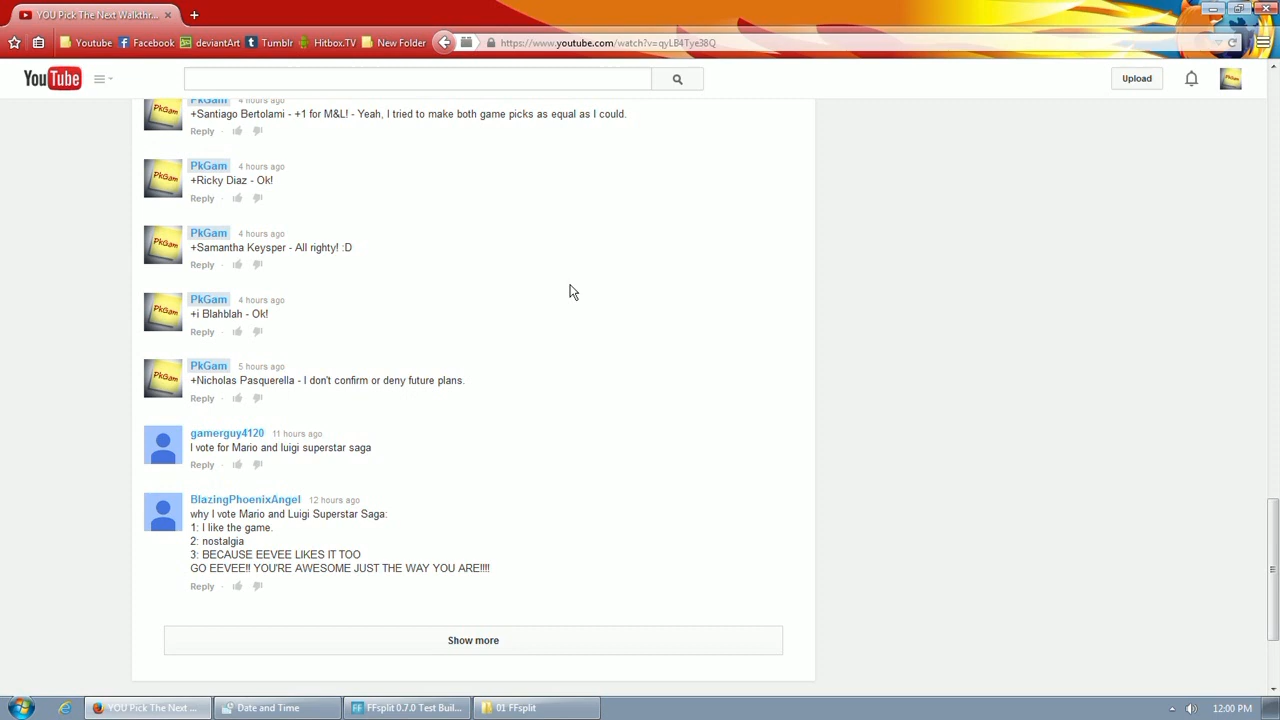 YOU Pick The Next Walkthr...
Youtube
Facebook
deviantArt
Tumblr
Hitbox.TV
New Folder
https://www.youtube.com/watch?v=qyLB4Tye38Q
YouTube
Upload
PkGam 4 hours ago
+Santiago Bertolami - +1 for M&L! - Yeah, I tried to make both game picks as equal as I could.
Reply
PkGam
PkGam 4 hours ago
+Ricky Diaz - Ok!
Reply
PkGam
PkGam 4 hours ago
+Samantha Keysper - All righty! :D
Reply
PkGam
PkGam 4 hours ago
+i Blahblah - Ok!
Reply
PkGam
PkGam 5 hours ago
+Nicholas Pasquerella - I don't confirm or deny future plans.
Reply
PkGam
gamerguy4120 11 hours ago
I vote for Mario and luigi superstar saga
Reply
BlazingPhoenixAngel 12 hours ago
why I vote Mario and Luigi Superstar Saga:
1: I like the game.
2: nostalgia
3: BECAUSE EEVEE LIKES IT TOO
GO EEVEE!! YOU'RE AWESOME JUST THE WAY YOU ARE!!!!
Reply
Show more
YOU Pick The Next ...
Date and Time
FFsplit 0.7.0 Test Buil...
01 FFsplit
12:00 PM